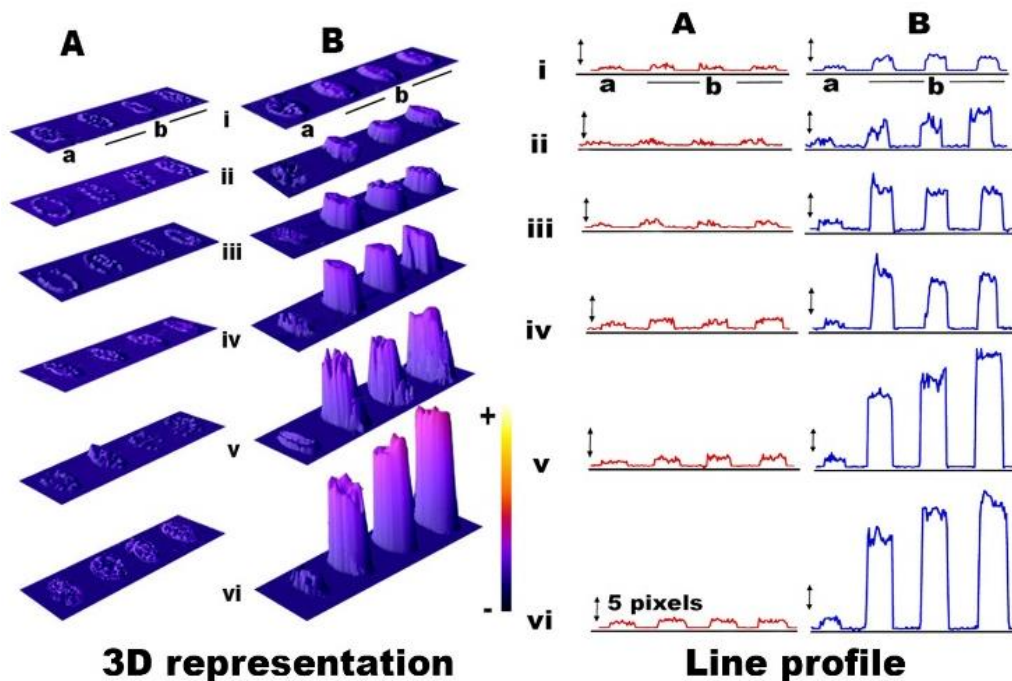 A B
i
a b
a b
ii
iii
iv
v
vi
+
-
3D representation
A B
i
a b
a b
ii
iii
iv
v
vi
5 pixels
Line profile